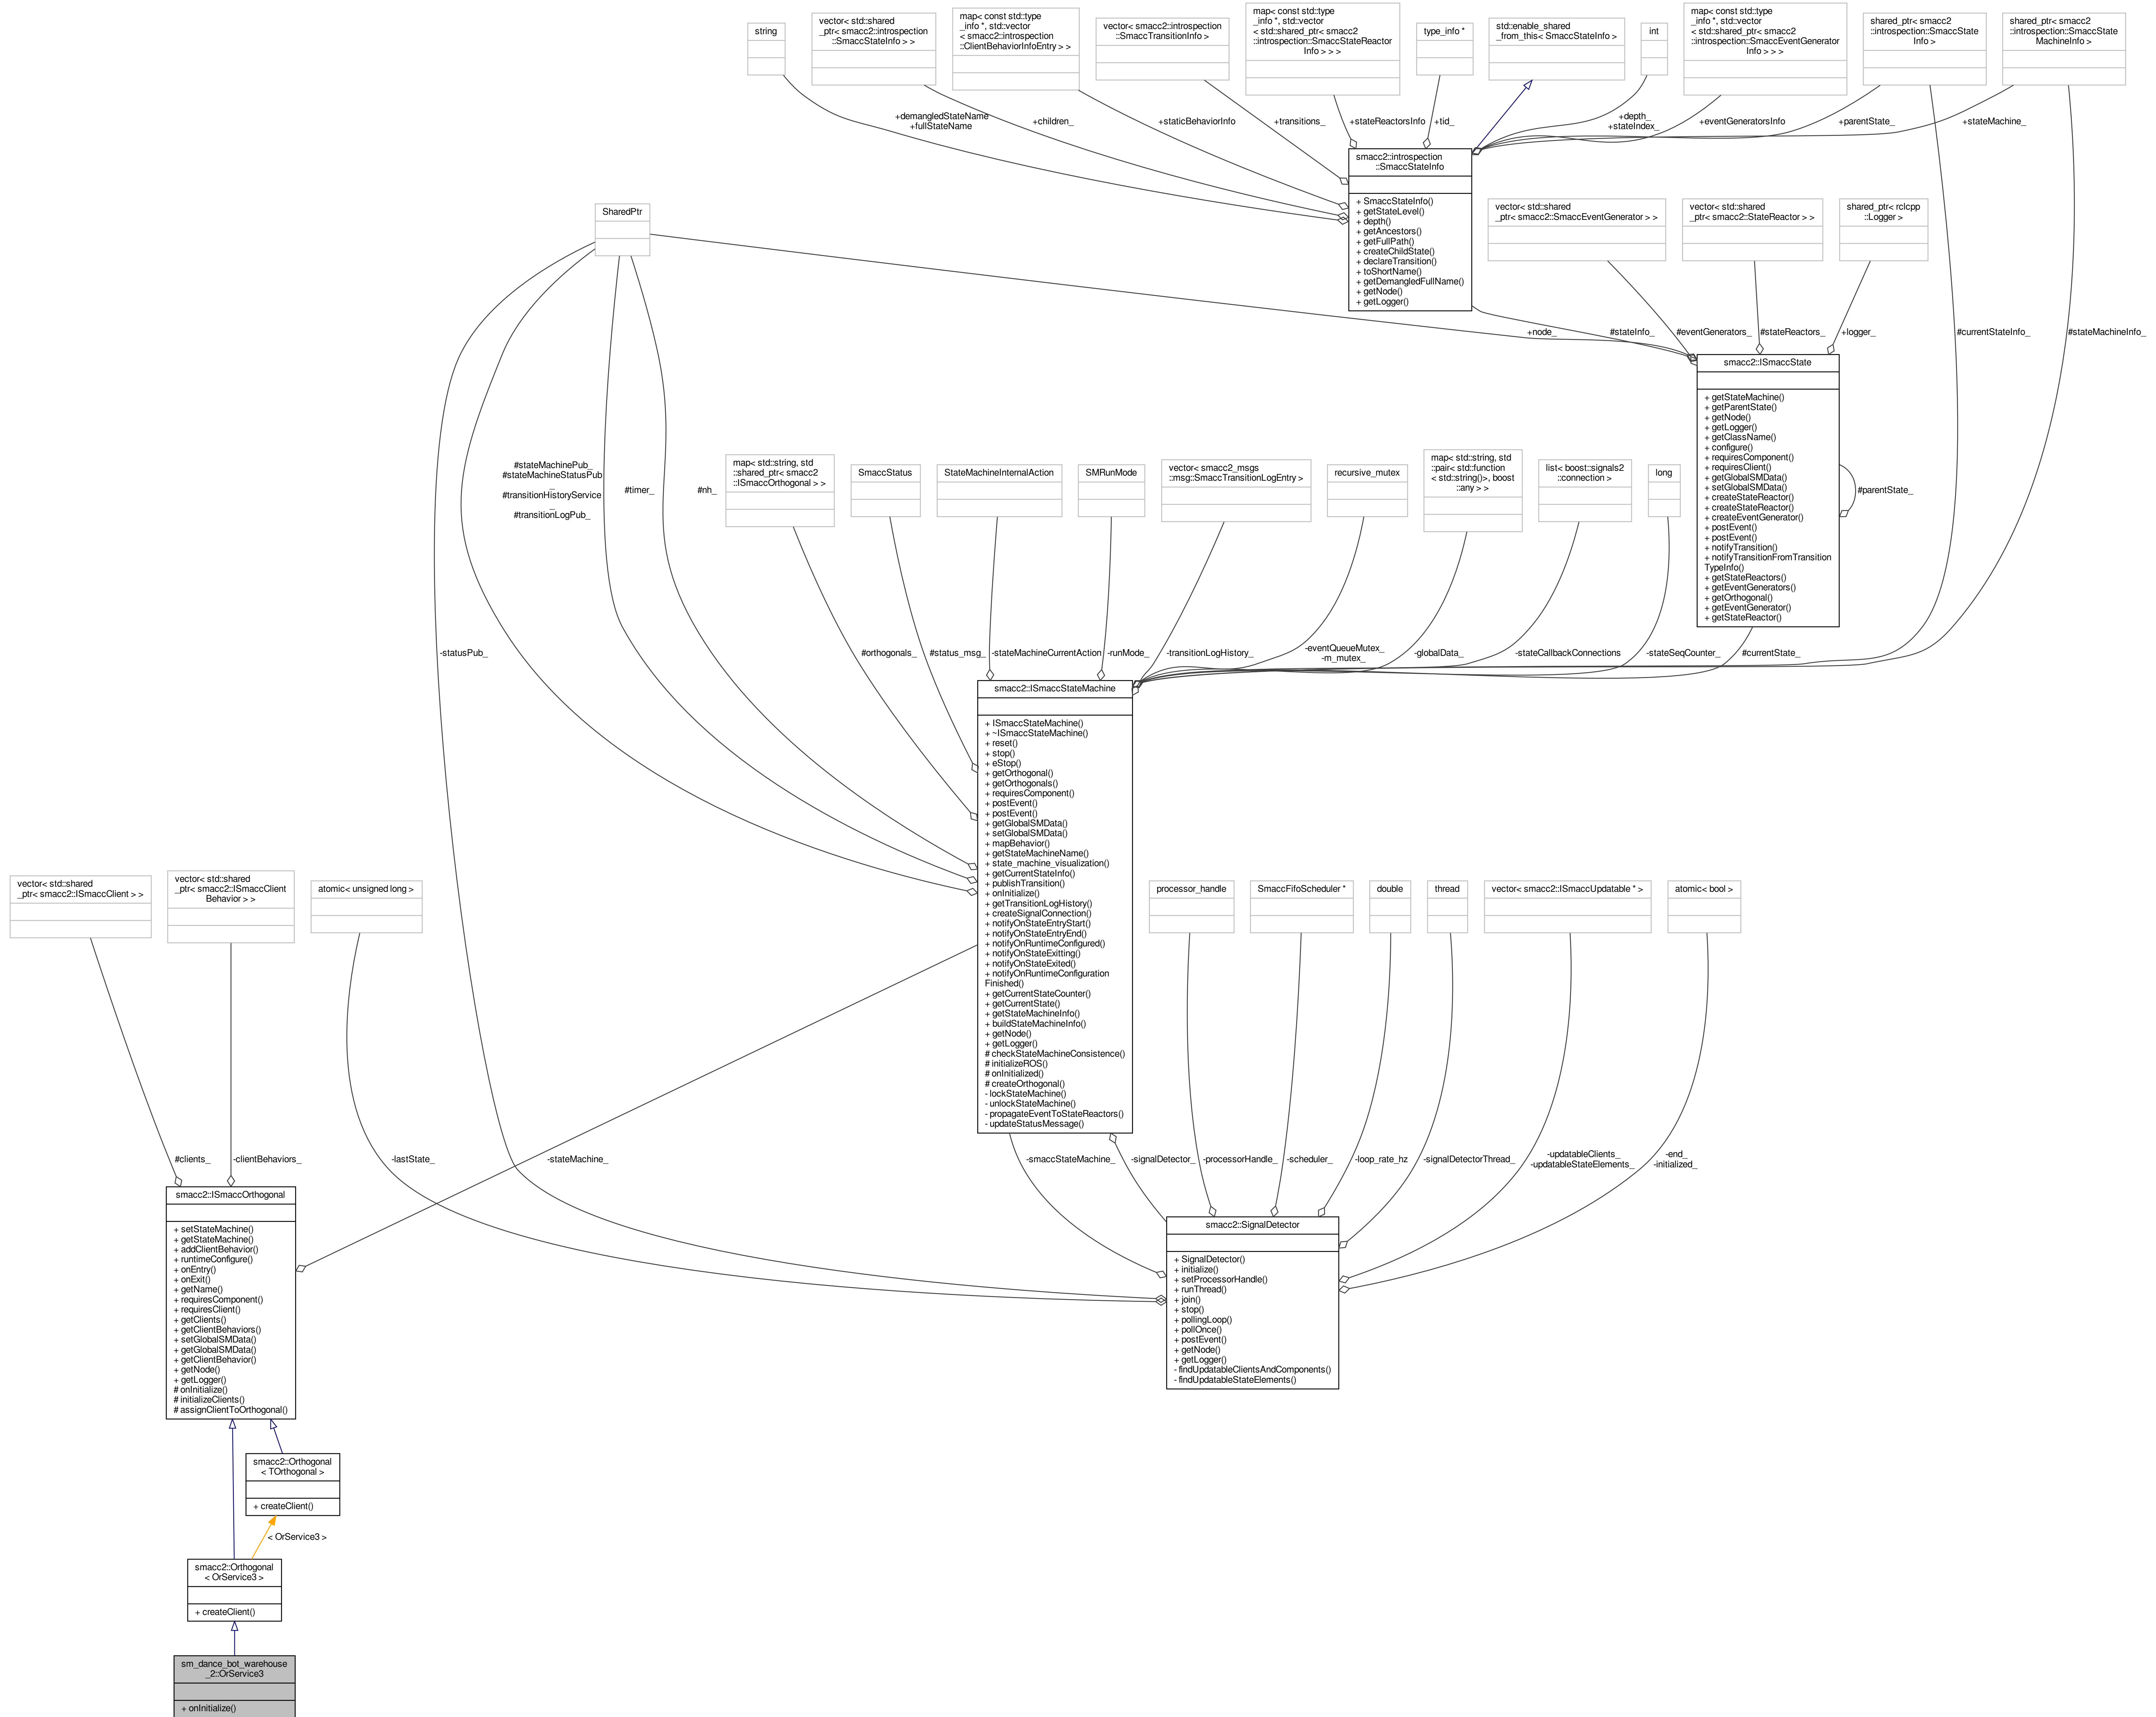 string
vector< std::shared
_ptr< smacc2::introspection
::SmaccStateInfo > >
map< const std::type
_info *, std::vector
< smacc2::introspection
::ClientBehaviorInfoEntry > >
vector< smacc2::introspection
::SmaccTransitionInfo >
map< const std::type
_info *, std::vector
< std::shared_ptr< smacc2
::introspection::SmaccStateReactor
Info > > >
type_info *
std::enable_shared
_from_this< SmaccStateInfo >
int
map< const std::type
_info *, std::vector
< std::shared_ptr< smacc2
::introspection::SmaccEventGenerator
Info > > >
shared_ptr< smacc2
::introspection::SmaccState
Info >
shared_ptr< smacc2
::introspection::SmaccState
MachineInfo >
+demangledStateName
+fullStateName
+children_
+staticBehaviorInfo
+transitions_
+stateReactorsInfo
+tid_
+depth_
+stateIndex_
+eventGeneratorsInfo
+parentState_
+stateMachine_
smacc2::introspection
::SmaccStateInfo
+ SmaccStateInfo()
+ getStateLevel()
+ depth()
+ getAncestors()
+ getFullPath()
+ createChildState()
+ declareTransition()
+ toShortName()
+ getDemangledFullName()
+ getNode()
+ getLogger()
SharedPtr
vector< std::shared
_ptr< smacc2::SmaccEventGenerator > >
vector< std::shared
_ptr< smacc2::StateReactor > >
shared_ptr< rclcpp
::Logger >
+node_
#stateInfo_
#eventGenerators_
#stateReactors_
+logger_
#currentStateInfo_
#stateMachineInfo_
smacc2::ISmaccState
+ getStateMachine()
+ getParentState()
+ getNode()
+ getLogger()
+ getClassName()
+ configure()
+ requiresComponent()
+ requiresClient()
+ getGlobalSMData()
+ setGlobalSMData()
+ createStateReactor()
+ createStateReactor()
+ createEventGenerator()
+ postEvent()
+ postEvent()
+ notifyTransition()
+ notifyTransitionFromTransition
TypeInfo()
+ getStateReactors()
+ getEventGenerators()
+ getOrthogonal()
+ getEventGenerator()
+ getStateReactor()
#parentState_
#stateMachinePub_
#stateMachineStatusPub
_
#transitionHistoryService
_
#transitionLogPub_
#timer_
#nh_
map< std::string, std
::shared_ptr< smacc2
::ISmaccOrthogonal > >
SmaccStatus
StateMachineInternalAction
SMRunMode
vector< smacc2_msgs
::msg::SmaccTransitionLogEntry >
recursive_mutex
map< std::string, std
::pair< std::function
< std::string()>, boost
::any > >
list< boost::signals2
::connection >
long
-statusPub_
#orthogonals_
#status_msg_
-stateMachineCurrentAction
-runMode_
-transitionLogHistory_
-eventQueueMutex_
-m_mutex_
-globalData_
-stateCallbackConnections
-stateSeqCounter_
#currentState_
smacc2::ISmaccStateMachine
+ ISmaccStateMachine()
+ ~ISmaccStateMachine()
+ reset()
+ stop()
+ eStop()
+ getOrthogonal()
+ getOrthogonals()
+ requiresComponent()
+ postEvent()
+ postEvent()
+ getGlobalSMData()
+ setGlobalSMData()
+ mapBehavior()
+ getStateMachineName()
+ state_machine_visualization()
+ getCurrentStateInfo()
+ publishTransition()
+ onInitialize()
+ getTransitionLogHistory()
+ createSignalConnection()
+ notifyOnStateEntryStart()
+ notifyOnStateEntryEnd()
+ notifyOnRuntimeConfigured()
+ notifyOnStateExitting()
+ notifyOnStateExited()
+ notifyOnRuntimeConfiguration
Finished()
+ getCurrentStateCounter()
+ getCurrentState()
+ getStateMachineInfo()
+ buildStateMachineInfo()
+ getNode()
+ getLogger()
# checkStateMachineConsistence()
# initializeROS()
# onInitialized()
# createOrthogonal()
- lockStateMachine()
- unlockStateMachine()
- propagateEventToStateReactors()
- updateStatusMessage()
vector< std::shared
_ptr< smacc2::ISmaccClient > >
vector< std::shared
_ptr< smacc2::ISmaccClient
Behavior > >
atomic< unsigned long >
processor_handle
SmaccFifoScheduler *
double
thread
vector< smacc2::ISmaccUpdatable * >
atomic< bool >
#clients_
-clientBehaviors_
-lastState_
-stateMachine_
-smaccStateMachine_
-signalDetector_
-processorHandle_
-scheduler_
-loop_rate_hz
-signalDetectorThread_
-updatableClients_
-updatableStateElements_
-end_
-initialized_
smacc2::ISmaccOrthogonal
+ setStateMachine()
+ getStateMachine()
+ addClientBehavior()
+ runtimeConfigure()
+ onEntry()
+ onExit()
+ getName()
+ requiresComponent()
+ requiresClient()
+ getClients()
+ getClientBehaviors()
+ setGlobalSMData()
+ getGlobalSMData()
+ getClientBehavior()
+ getNode()
+ getLogger()
# onInitialize()
# initializeClients()
# assignClientToOrthogonal()
smacc2::SignalDetector
+ SignalDetector()
+ initialize()
+ setProcessorHandle()
+ runThread()
+ join()
+ stop()
+ pollingLoop()
+ pollOnce()
+ postEvent()
+ getNode()
+ getLogger()
- findUpdatableClientsAndComponents()
- findUpdatableStateElements()
smacc2::Orthogonal
< TOrthogonal >
+ createClient()
< OrService3 >
smacc2::Orthogonal
< OrService3 >
+ createClient()
sm_dance_bot_warehouse
_2::OrService3
+ onInitialize()